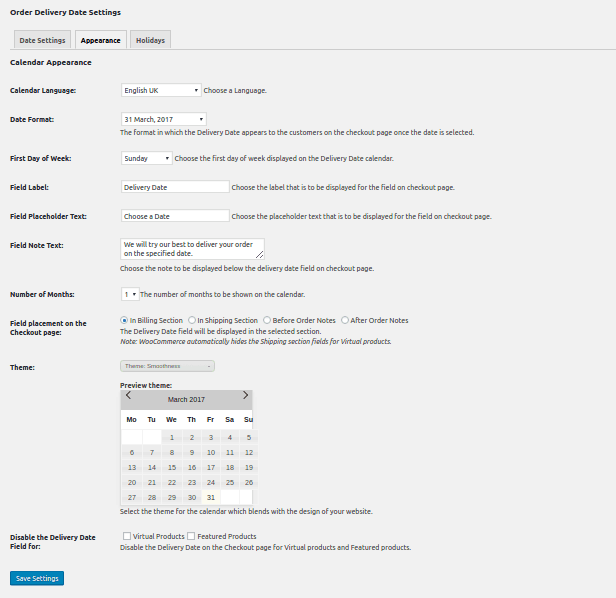 Order Delivery Date Settings
Date Settings Appearance Holidays
Calendar Appearance
Calendar Language: English UK Choose a Language.
Date Format: 31 March, 2017
The format in which the Delivery Date appears to the customers on the checkout page once the date is selected.
First Day of Week: Sunday Choose the first day of week displayed on the Delivery Date calendar.
Field Label: Delivery Date Choose the label that is to be displayed for the field on checkout page.
Field Placeholder Text: Choose a Date Choose the placeholder text that is to be displayed for the field on checkout page.
Field Note Text: We will try our best to deliver your order
on the specified date.
Choose the note to be displayed below the delivery date field on checkout page.
Number of Months: 1 The number of months to be shown on the calendar.
Field placement on the In Billing Section In Shipping Section Before Order Notes After Order Notes
Checkout page: The Delivery Date field will be displayed in the selected section.
Note: WooCommerce automatically hides the Shipping section fields for Virtual products.
Theme: Theme: Smoothness
Preview theme:
March 2017
Mo Tu We Th Fr Sa Su
1 2 3 4 5
6 7 8 9 10 11 12
13 14 15 16 17 18 19
20 21 22 23 24 25 26
27 28 29 30 31
Select the theme for the calendar which blends with the design of your website.
Disable the Delivery Date Virtual Products Featured Products
Field for: Disable the Delivery Date on the Checkout page for Virtual products and Featured products.
Save Settings